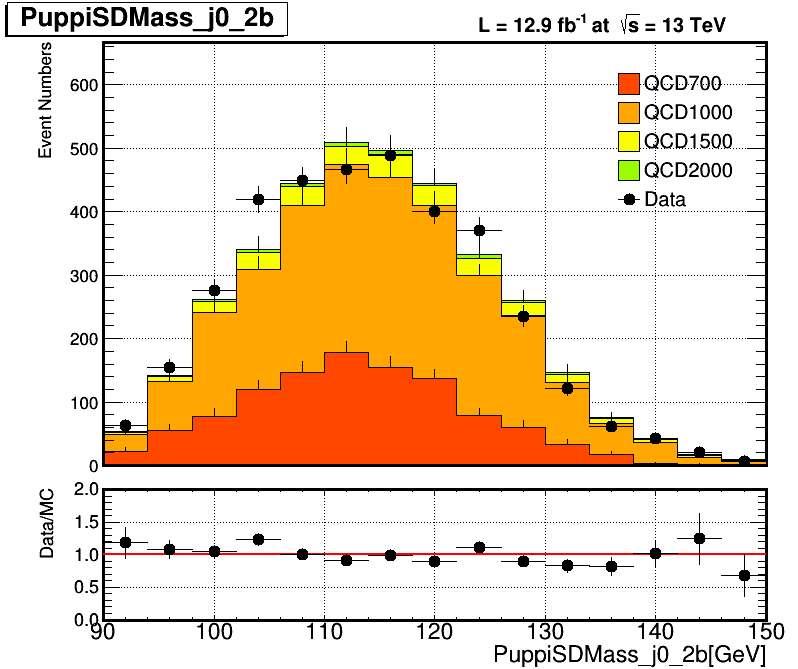 PuppiSDMass_j0_2b
L = 12.9 fb-1 at √s = 13 TeV
Event Numbers
600
500
400
300
200
100
0
QCD700
QCD1000
QCD1500
QCD2000
Data
Data/MC
2.0
1.5
1.0
0.5
0.0
90 100 110 120 130 140 150
PuppiSDMass_j0_2b[GeV]